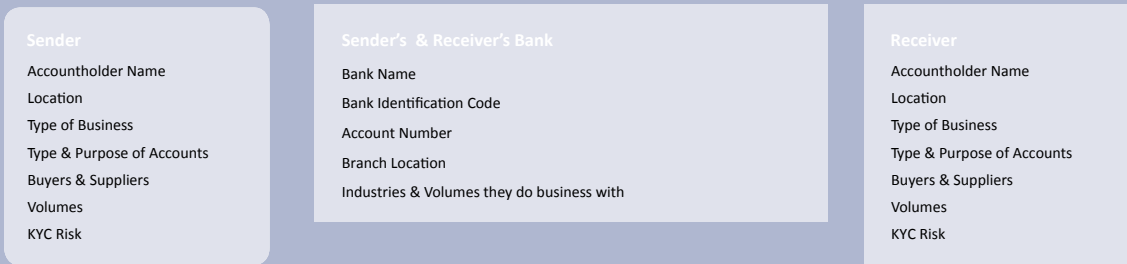 Sender
Accountholder Name
Location
Type of Business
Type & Purpose of Accounts
Buyers & Suppliers
Volumes
KYC Risk
Sender's & Receiver's Bank
Bank Name
Bank Identification Code
Account Number
Branch Location
Industries & Volumes they do business with
Receiver
Accountholder Name
Location
Type of Business
Type & Purpose of Accounts
Buyers & Suppliers
Volumes
KYC Risk